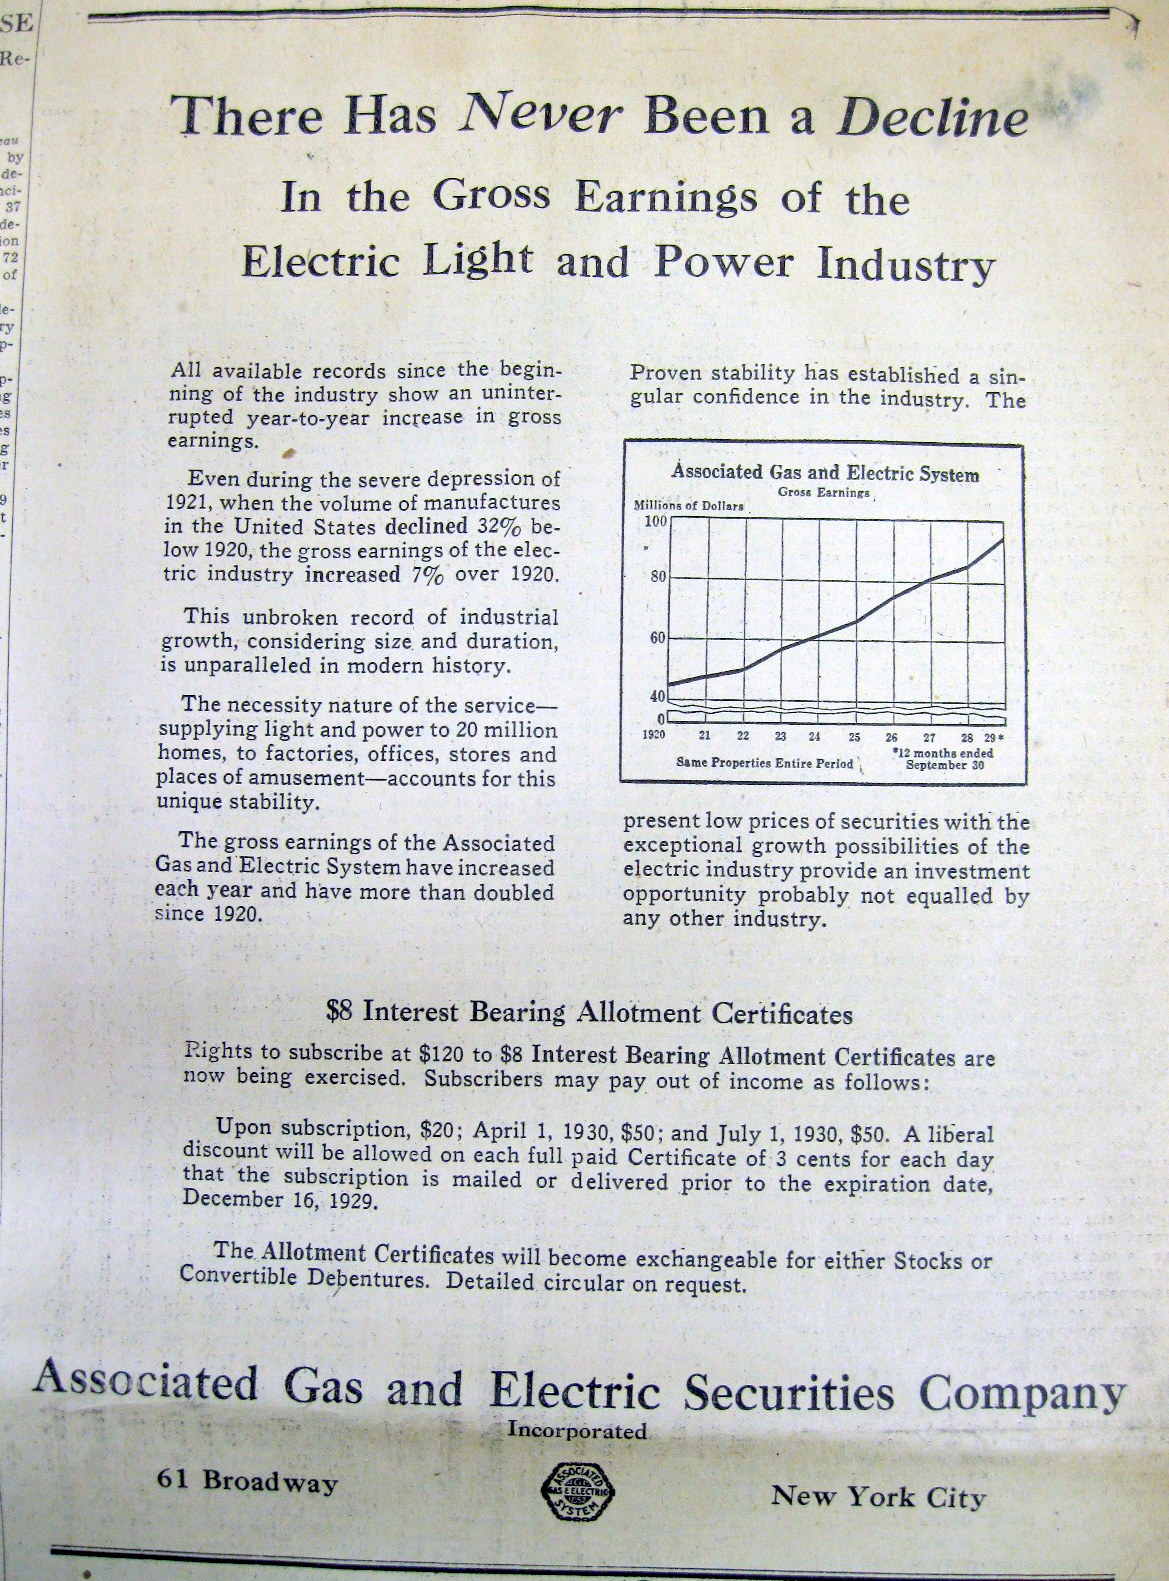 SE
Re-
by
de-
nci-
37
de-
ion
72
of
There Has Never Been a Decline
In the Gross Earnings of the
Electric Light and Power Industry
All available records since the begin-
ning of the industry show an uninter-
rupted year-to-year increase in gross
earnings.
Even during the severe depression of
1921, when the volume of manufactures
in the United States declined 32% be-
low 1920, the gross earnings of the elec-
tric industry increased 7% over 1920.
This unbroken record of industrial
growth, considering size and duration,
is unparalleled in modern history.
The necessity nature of the service—
supplying light and power to 20 million
homes, to factories, offices, stores and
places of amusement—accounts for this
unique stability.
The gross earnings of the Associated
Gas and Electric System have increased
each year and have more than doubled
since 1920.
Proven stability has established a sin-
gular confidence in the industry. The
Associated Gas and Electric System
Gross Earnings
Millions of Dollars
100
80
60
40
0
1920 21 22 23 24 25 26 27 28 29*
*12 months ended
September 30
Same Properties Entire Period
present low prices of securities with the
exceptional growth possibilities of the
electric industry provide an investment
opportunity probably not equalled by
any other industry.
$8 Interest Bearing Allotment Certificates
Rights to subscribe at $120 to $8 Interest Bearing Allotment Certificates are
now being exercised. Subscribers may pay out of income as follows:
Upon subscription, $20; April 1, 1930, $50; and July 1, 1930, $50. A liberal
discount will be allowed on each full paid Certificate of 3 cents for each day
that the subscription is mailed or delivered prior to the expiration date,
December 16, 1929.
The Allotment Certificates will become exchangeable for either Stocks or
Convertible Debentures. Detailed circular on request.
Associated Gas and Electric Securities Company
Incorporated
61 Broadway
ASSOCIATED
GAS & ELECTRIC
SYSTEM
New York City